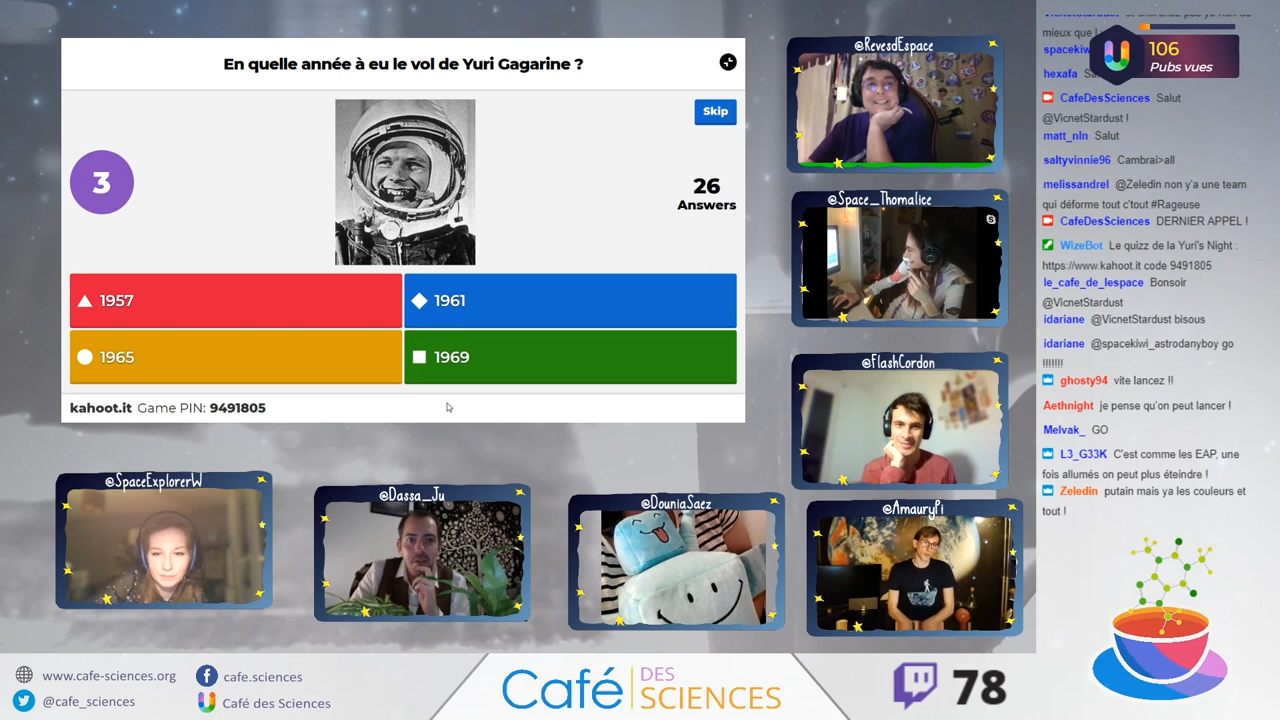 En quelle année à eu le vol de Yuri Gagarine ?
Skip
3
26
Answers
1957
1961
1965
1969
kahoot.it Game PIN: 9491805
@RevesdEspace
@Space_Thomalice
@FlashCordon
@SpaceExplorerW
@Dassa_Ju
@DouniaSaez
@AmauryPi
106
Pubs vues
mieux que
spacekiw
hexafa
CafeDesSciences Salut
@VicnetStardust !
matt_nln Salut
saltyvinnie96 Cambrai>all
melissandrel @Zeledin non y'a une team
qui déforme tout c'tout #Rageuse
CafeDesSciences DERNIER APPEL !
WizeBot Le quizz de la Yuri's Night :
https://www.kahoot.it code 9491805
le_cafe_de_lespace Bonsoir
@VicnetStardust
idariane @VicnetStardust bisous
idariane @spacekiwi_astrodanyboy go
!!!!!!!
ghosty94 vite lancez !!
Aethnight je pense qu'on peut lancer !
Melvak_ GO
L3_G33K C'est comme les EAP, une
fois allumés on peut plus éteindre !
Zeledin putain mais ya les couleurs et
tout !
www.cafe-sciences.org
cafe.sciences
@cafe_sciences
Café des Sciences
Café DES
SCIENCES
78